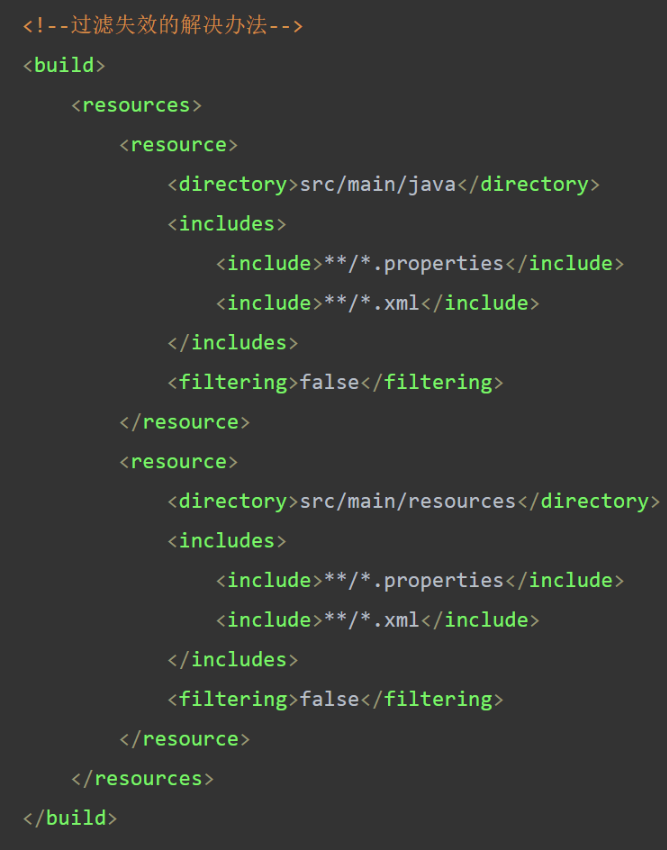 <!--过滤失效的解决办法-->
<build>
    <resources>
        <resource>
            <directory>src/main/java</directory>
            <includes>
                <include>**/*.properties</include>
                <include>**/*.xml</include>
            </includes>
            <filtering>false</filtering>
        </resource>
        <resource>
            <directory>src/main/resources</directory>
            <includes>
                <include>**/*.properties</include>
                <include>**/*.xml</include>
            </includes>
            <filtering>false</filtering>
        </resource>
    </resources>
</build>